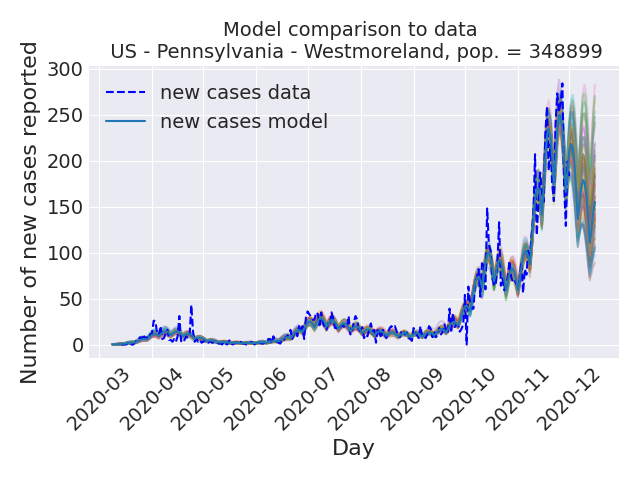 Model comparison to data
US - Pennsylvania - Westmoreland, pop. = 348899
Number of new cases reported
300
250
200
150
100
50
0
new cases data
new cases model
2020-03
2020-04
2020-05
2020-06
2020-07
2020-08
2020-09
2020-10
2020-11
2020-12
Day